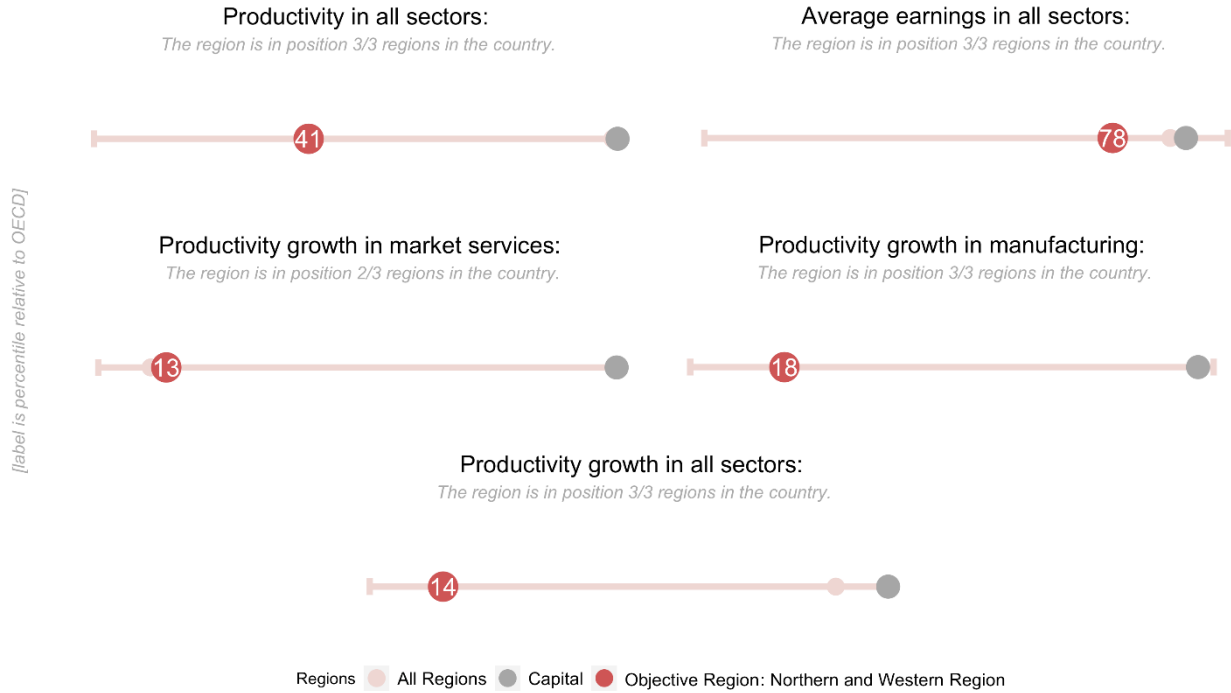 Productivity in all sectors:
The region is in position 3/3 regions in the country.
41
Average earnings in all sectors:
The region is in position 3/3 regions in the country.
78
[label is percentile relative to OECD]
Productivity growth in market services:
The region is in position 2/3 regions in the country.
13
Productivity growth in manufacturing:
The region is in position 3/3 regions in the country.
18
Productivity growth in all sectors:
The region is in position 3/3 regions in the country.
14
Regions All Regions Capital Objective Region: Northern and Western Region